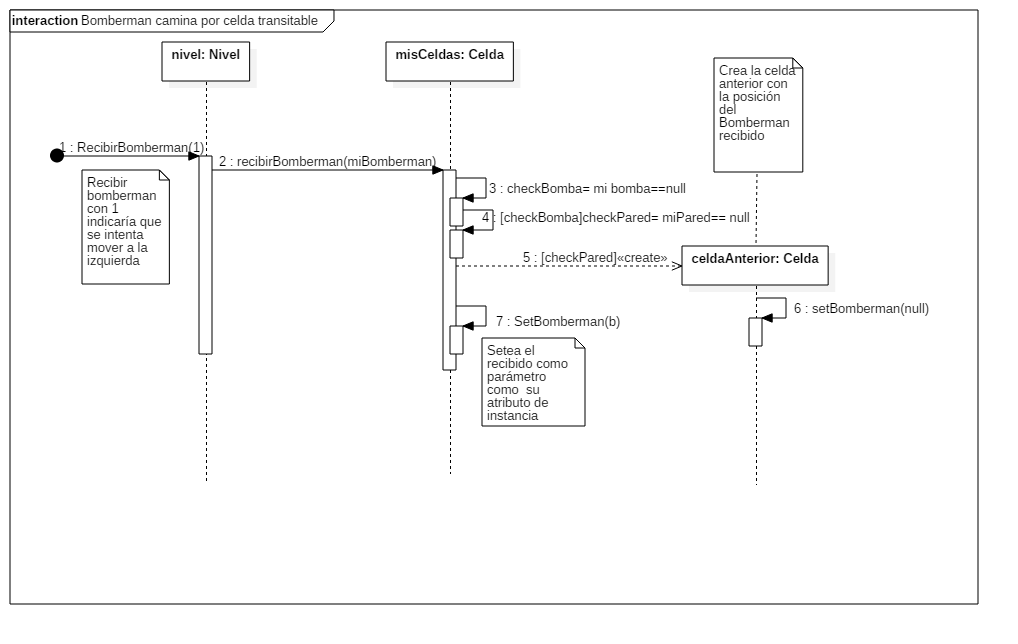 interaction Bomberman camina por celda transitable
nivel: Nivel
misCeldas: Celda
Crea la celda
anterior con
la posición
del
Bomberman
recibido
1 : RecibirBomberman(1)
2 : recibirBomberman(miBomberman)
Recibir
bomberman
con 1
indicaría que
se intenta
mover a la
izquierda
3 : checkBomba= mi bomba==null
4 : [checkBomba]checkPared= miPared== null
5 : [checkPared]«create»
celdaAnterior: Celda
6 : setBomberman(null)
7 : SetBomberman(b)
Setea el
recibido como
parámetro
como  su
atributo de
instancia